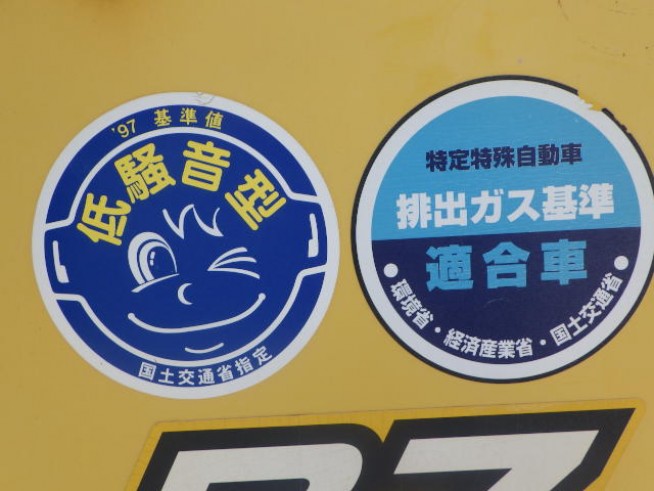 '97 基準値
低騒音型
国土交通省指定
特定特殊自動車
排出ガス基準
適合車
・環境省・経済産業省・国土交通省・